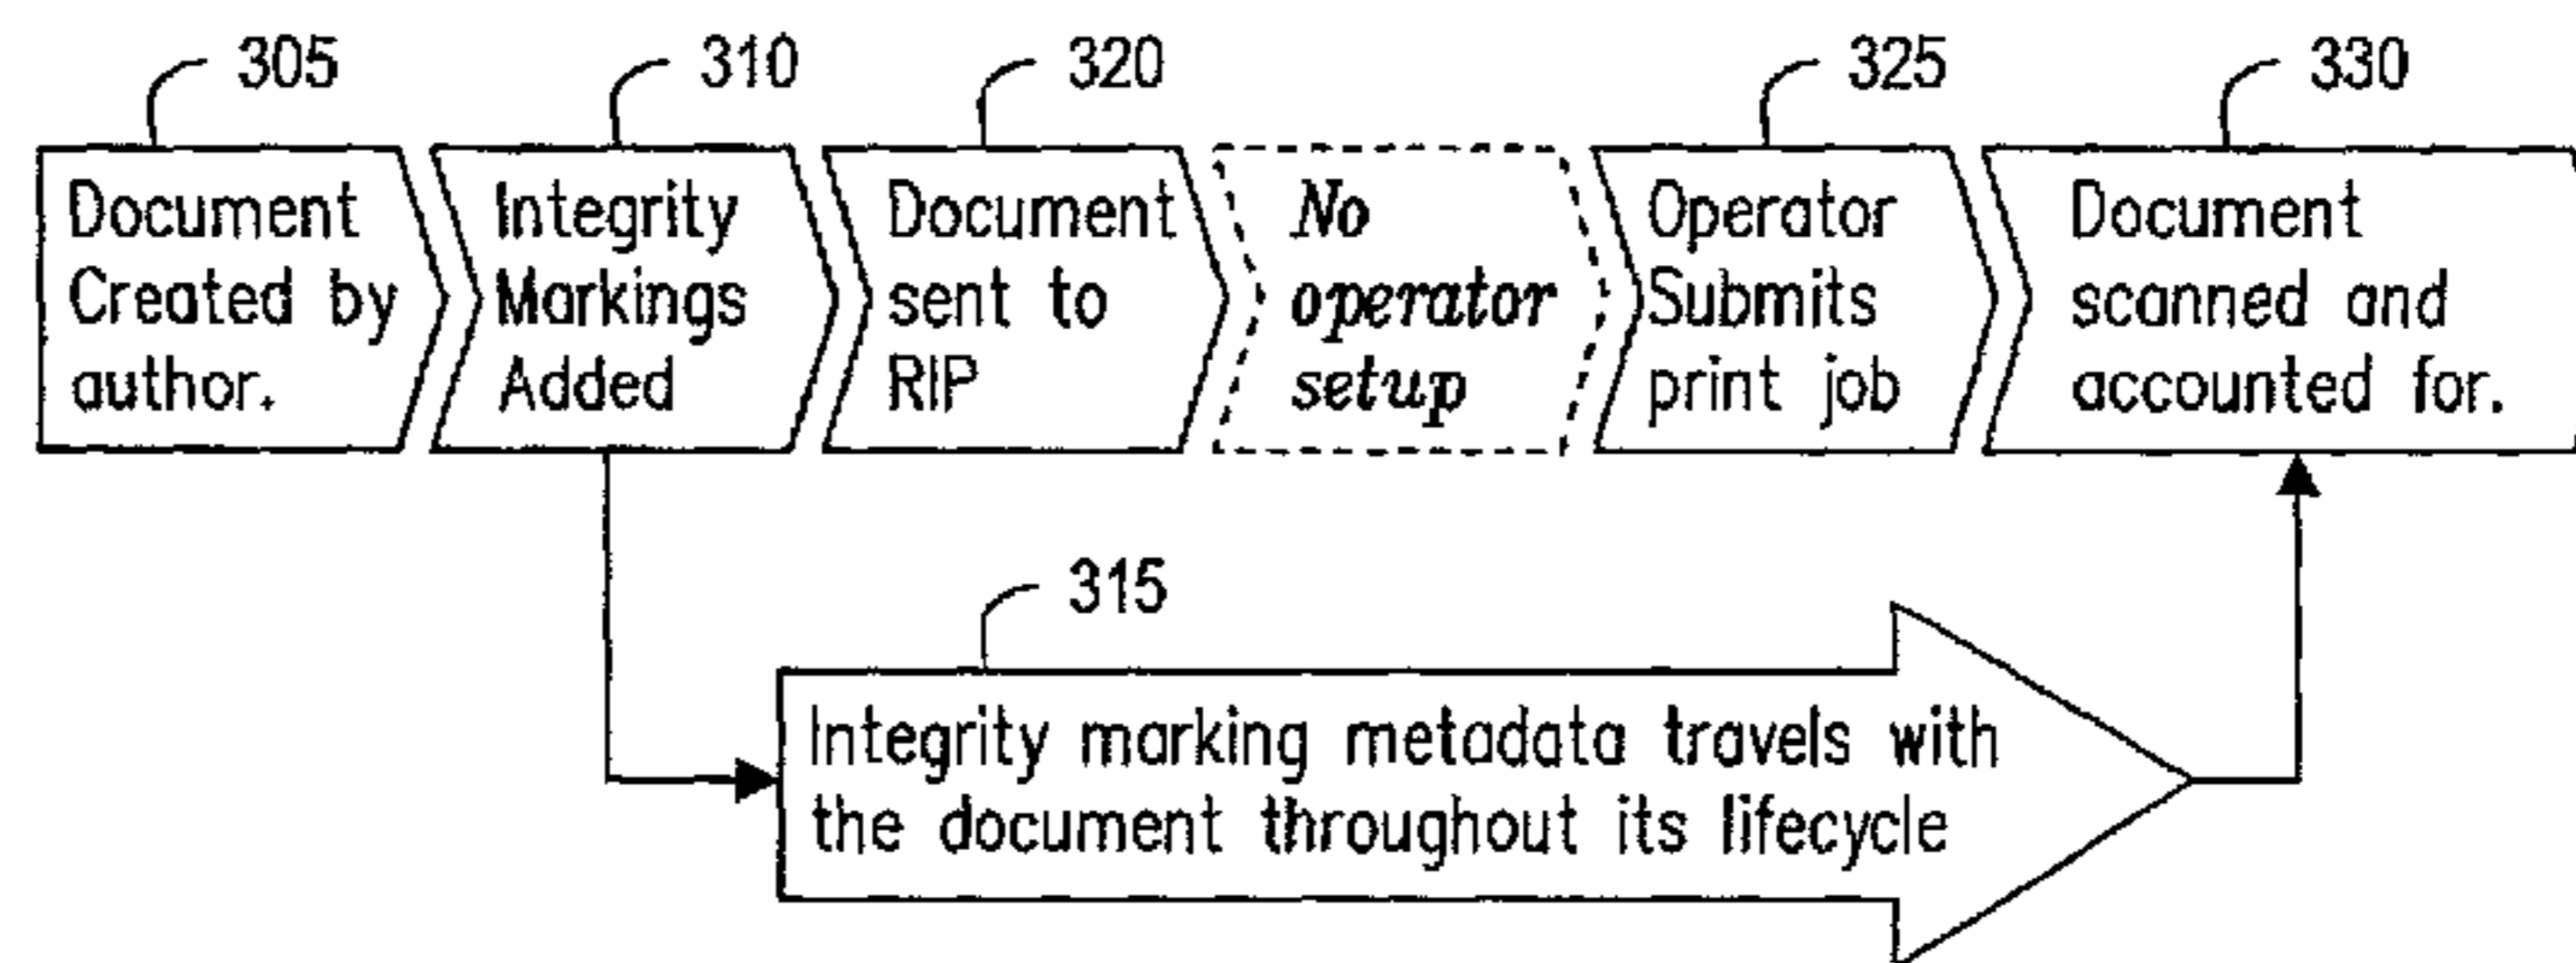 305
310
320
325
330
Document
Created by
author.
Integrity
Markings
Added
Document
sent to
RIP
No
operator
setup
Operator
Submits
print job
Document
scanned and
accounted for.
315
Integrity marking metadata travels with
the document throughout its lifecycle